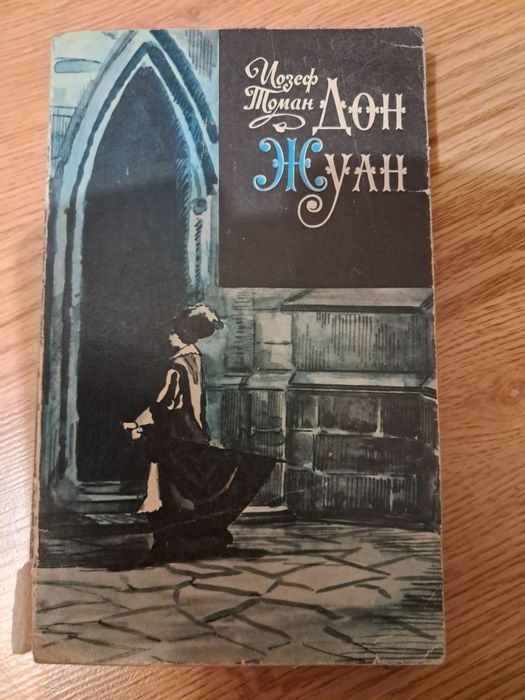 Йозеф
Томан
Дон
Жуан